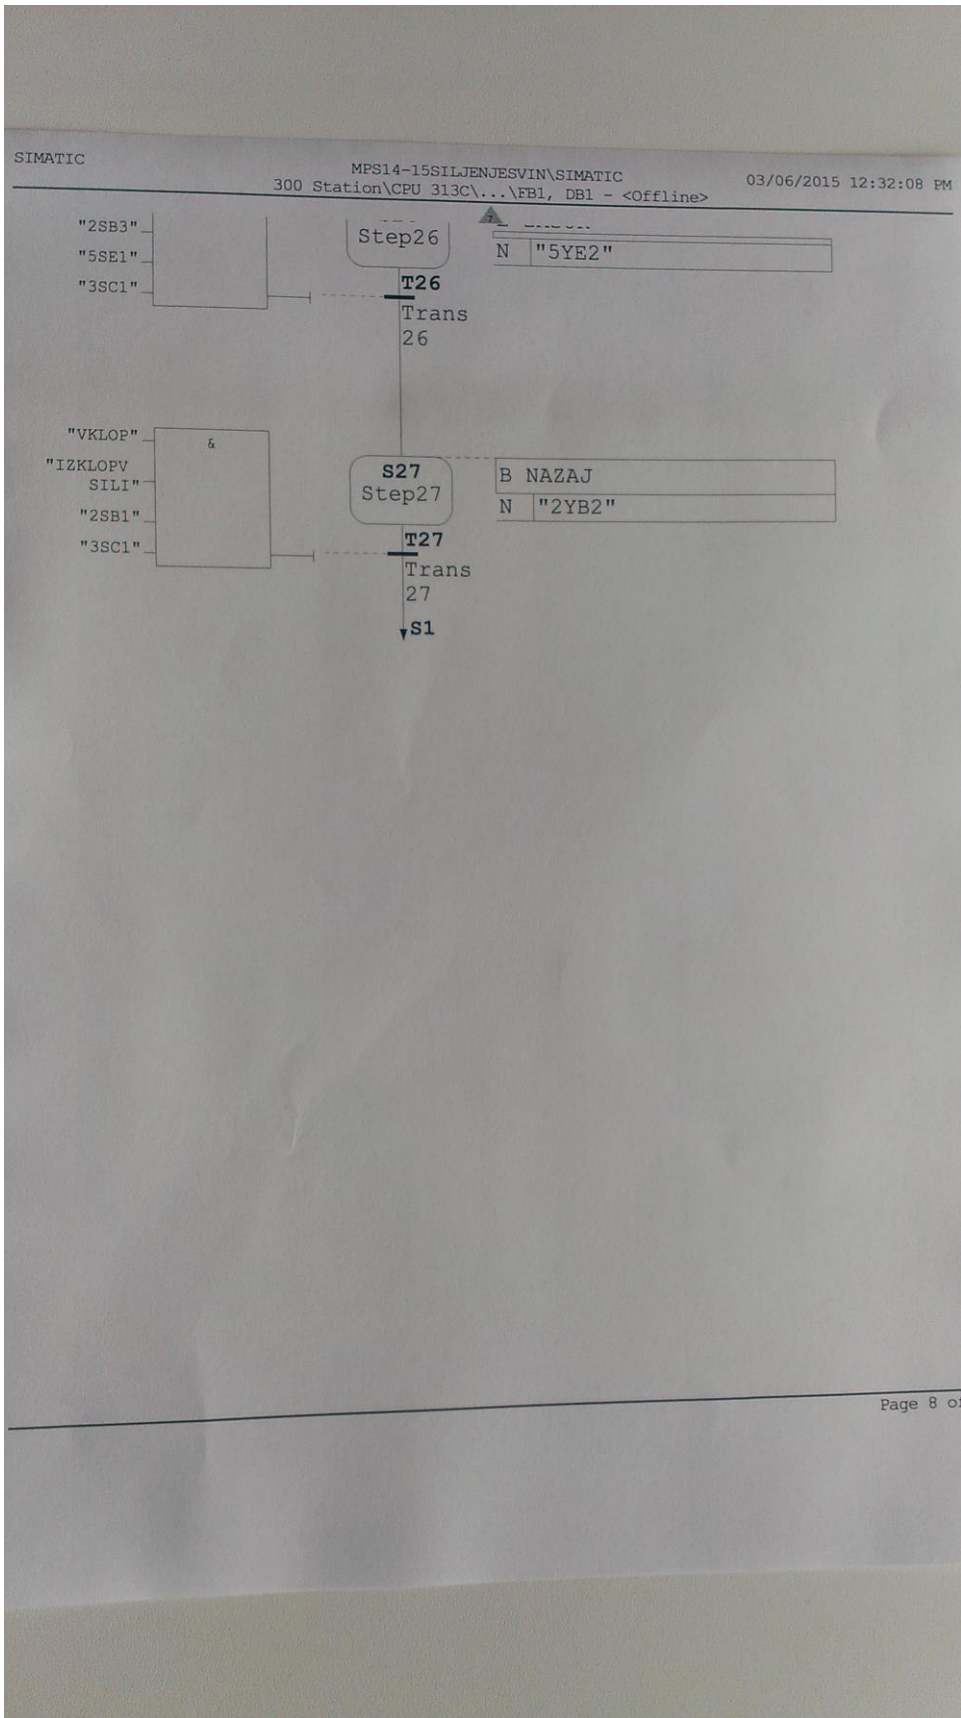 SIMATIC
MPS14-15SILJENJESVIN\SIMATIC
300 Station\CPU 313C\...\FB1, DB1 - <Offline>
03/06/2015 12:32:08 PM
"2SB3"
"5SE1"
"3SC1"
Step26
7
N "5YE2"
T26
Trans
26
"VKLOP"
"IZKLOPV
SILI"
"2SB1"
"3SC1"
&
S27
Step27
B NAZAJ
N "2YB2"
T27
Trans
27
S1
Page 8 of